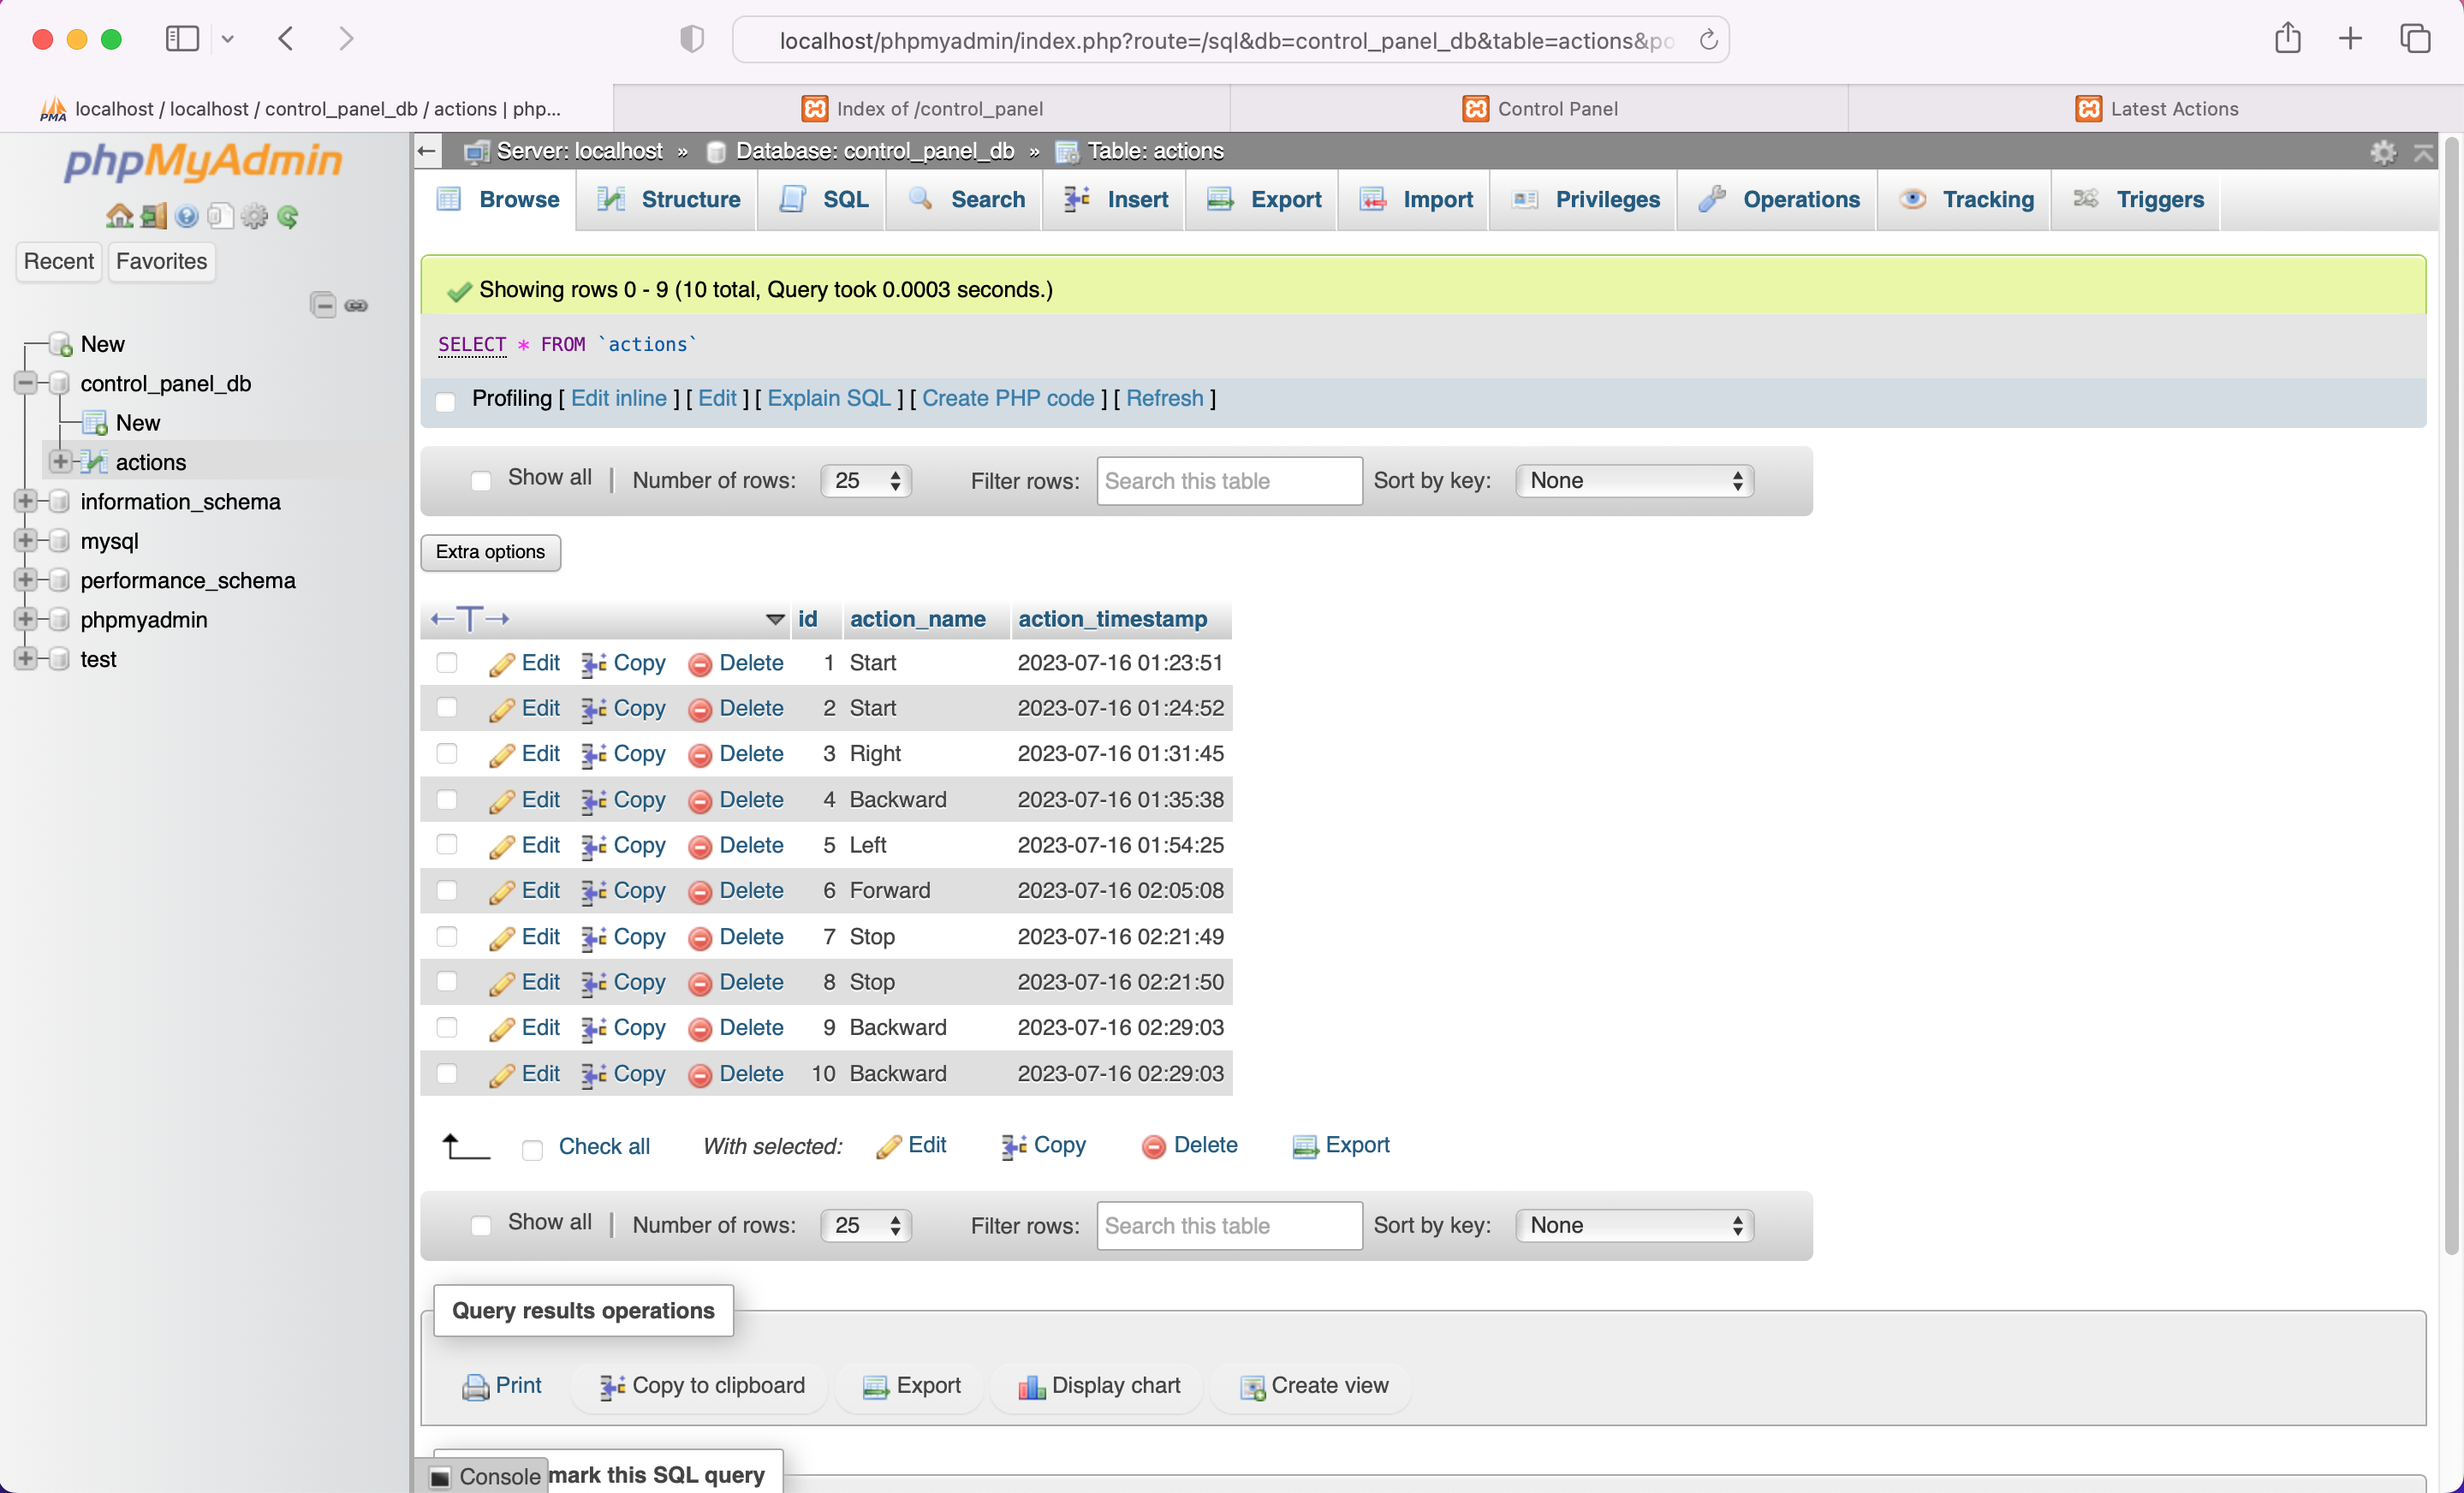 localhost/phpmyadmin/index.php?route=/sql&db=control_panel_db&table=actions&po
PMA localhost / localhost / control_panel_db / actions | php...
Index of /control_panel
Control Panel
Latest Actions
phpMyAdmin
Recent Favorites
New
control_panel_db
New
actions
information_schema
mysql
performance_schema
phpmyadmin
test
Server: localhost » Database: control_panel_db » Table: actions
Browse Structure SQL Search Insert Export Import Privileges Operations Tracking Triggers
Showing rows 0 - 9 (10 total, Query took 0.0003 seconds.)
SELECT * FROM `actions`
Profiling [ Edit inline ] [ Edit ] [ Explain SQL ] [ Create PHP code ] [ Refresh ]
Show all | Number of rows: 25 Filter rows: Search this table Sort by key: None
Extra options
←T→ id action_name action_timestamp
Edit Copy Delete 1 Start 2023-07-16 01:23:51
Edit Copy Delete 2 Start 2023-07-16 01:24:52
Edit Copy Delete 3 Right 2023-07-16 01:31:45
Edit Copy Delete 4 Backward 2023-07-16 01:35:38
Edit Copy Delete 5 Left 2023-07-16 01:54:25
Edit Copy Delete 6 Forward 2023-07-16 02:05:08
Edit Copy Delete 7 Stop 2023-07-16 02:21:49
Edit Copy Delete 8 Stop 2023-07-16 02:21:50
Edit Copy Delete 9 Backward 2023-07-16 02:29:03
Edit Copy Delete 10 Backward 2023-07-16 02:29:03
Check all With selected: Edit Copy Delete Export
Show all | Number of rows: 25 Filter rows: Search this table Sort by key: None
Query results operations
Print Copy to clipboard Export Display chart Create view
Console mark this SQL query